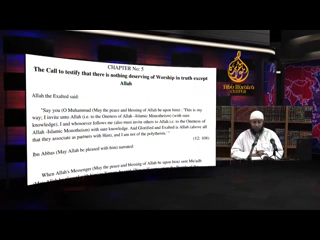 CHAPTER No: 5
The Call to testify that there is nothing deserving of Worship in truth except
Allah
Allah the Exalted said:
Say you (O Muhammad (May the peace and blessing of Allah be upon him) : "This is my
way; I invite unto Allah (i.e. to the Oneness of Allah -Islamic Monotheism) with sure
knowledge), I and whosoever follows me (also must invite others to Allah i.e. to the Oneness of
Allah -Islamic Monotheism) with sure knowledge. And Glorified and Exalted is Allah (above all
that they associate as partners with Him), and I am not of the polytheists."
(12: 108)
Ibn Abbas (May Allah be pleased with him) narrated:
When Allah's Messenger (May the peace and blessing of Allah be upon him)